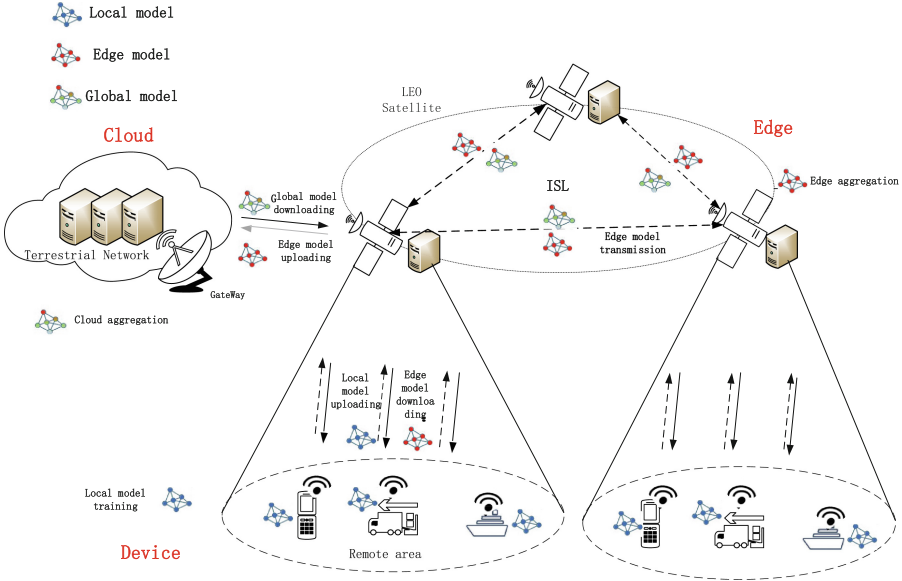 Local model
Edge model
Global model
Cloud
LEO
Satellite
Edge
Edge aggregation
ISL
Global model
downloading
Edge model
uploading
Edge model
transmission
Terrestrial Network
GateWay
Cloud aggregation
Local
model
uploading
Edge
model
downloa
ding
Local model
training
Device
Remote area